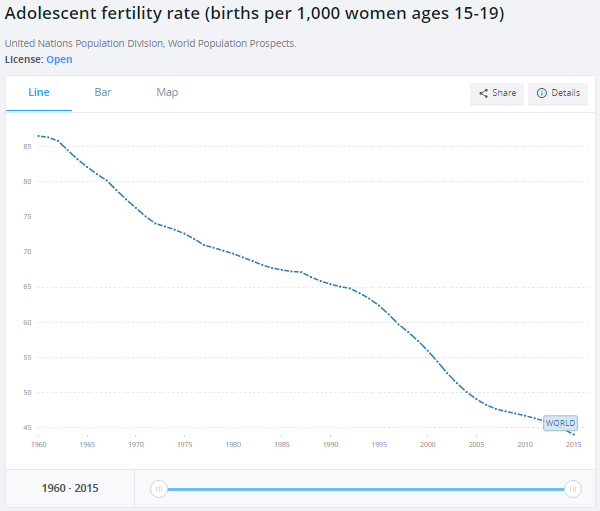 Adolescent fertility rate (births per 1,000 women ages 15-19)
United Nations Population Division, World Population Prospects.
License: Open
Line Bar Map Share Details
85
80
75
70
65
60
55
50
45
WORLD
1960 1965 1970 1975 1980 1985 1990 1995 2000 2005 2010 2015
1960 - 2015